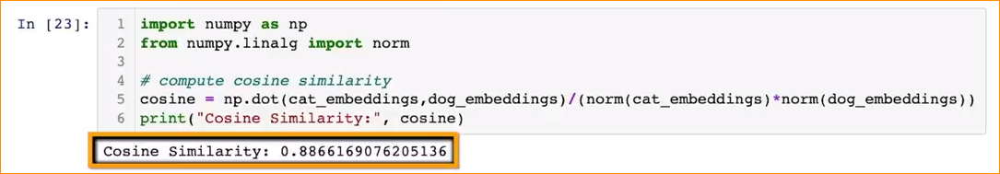 In [23]:
1 import numpy as np
2 from numpy.linalg import norm
3
4 # compute cosine similarity
5 cosine = np.dot(cat_embeddings,dog_embeddings)/(norm(cat_embeddings)*norm(dog_embeddings))
6 print("Cosine Similarity:", cosine)
Cosine Similarity: 0.8866169076205136